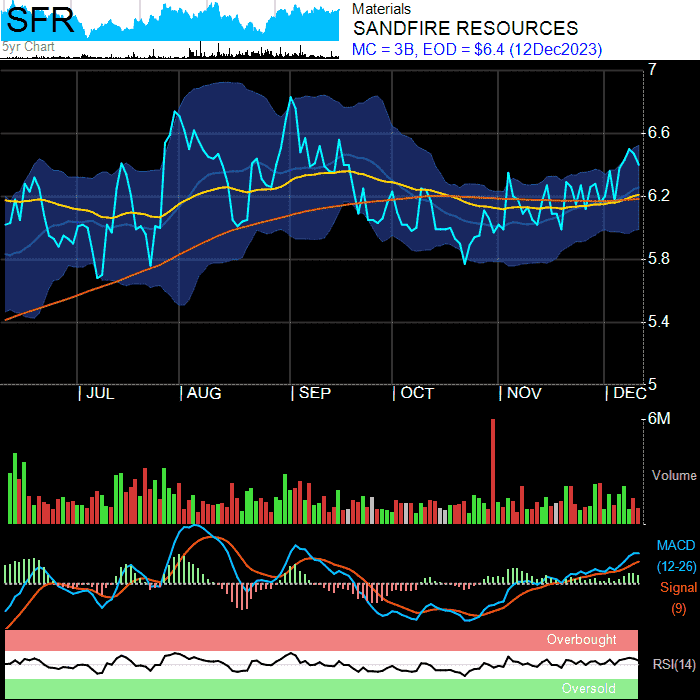 SFR
5yr Chart
Materials
SANDFIRE RESOURCES
MC = 3B, EOD = $6.4 (12Dec2023)
7
6.6
6.2
5.8
5.4
5
| JUL | AUG | SEP | OCT | NOV | DEC
6M
Volume
MACD
(12-26)
Signal
(9)
Overbought
RSI(14)
Oversold